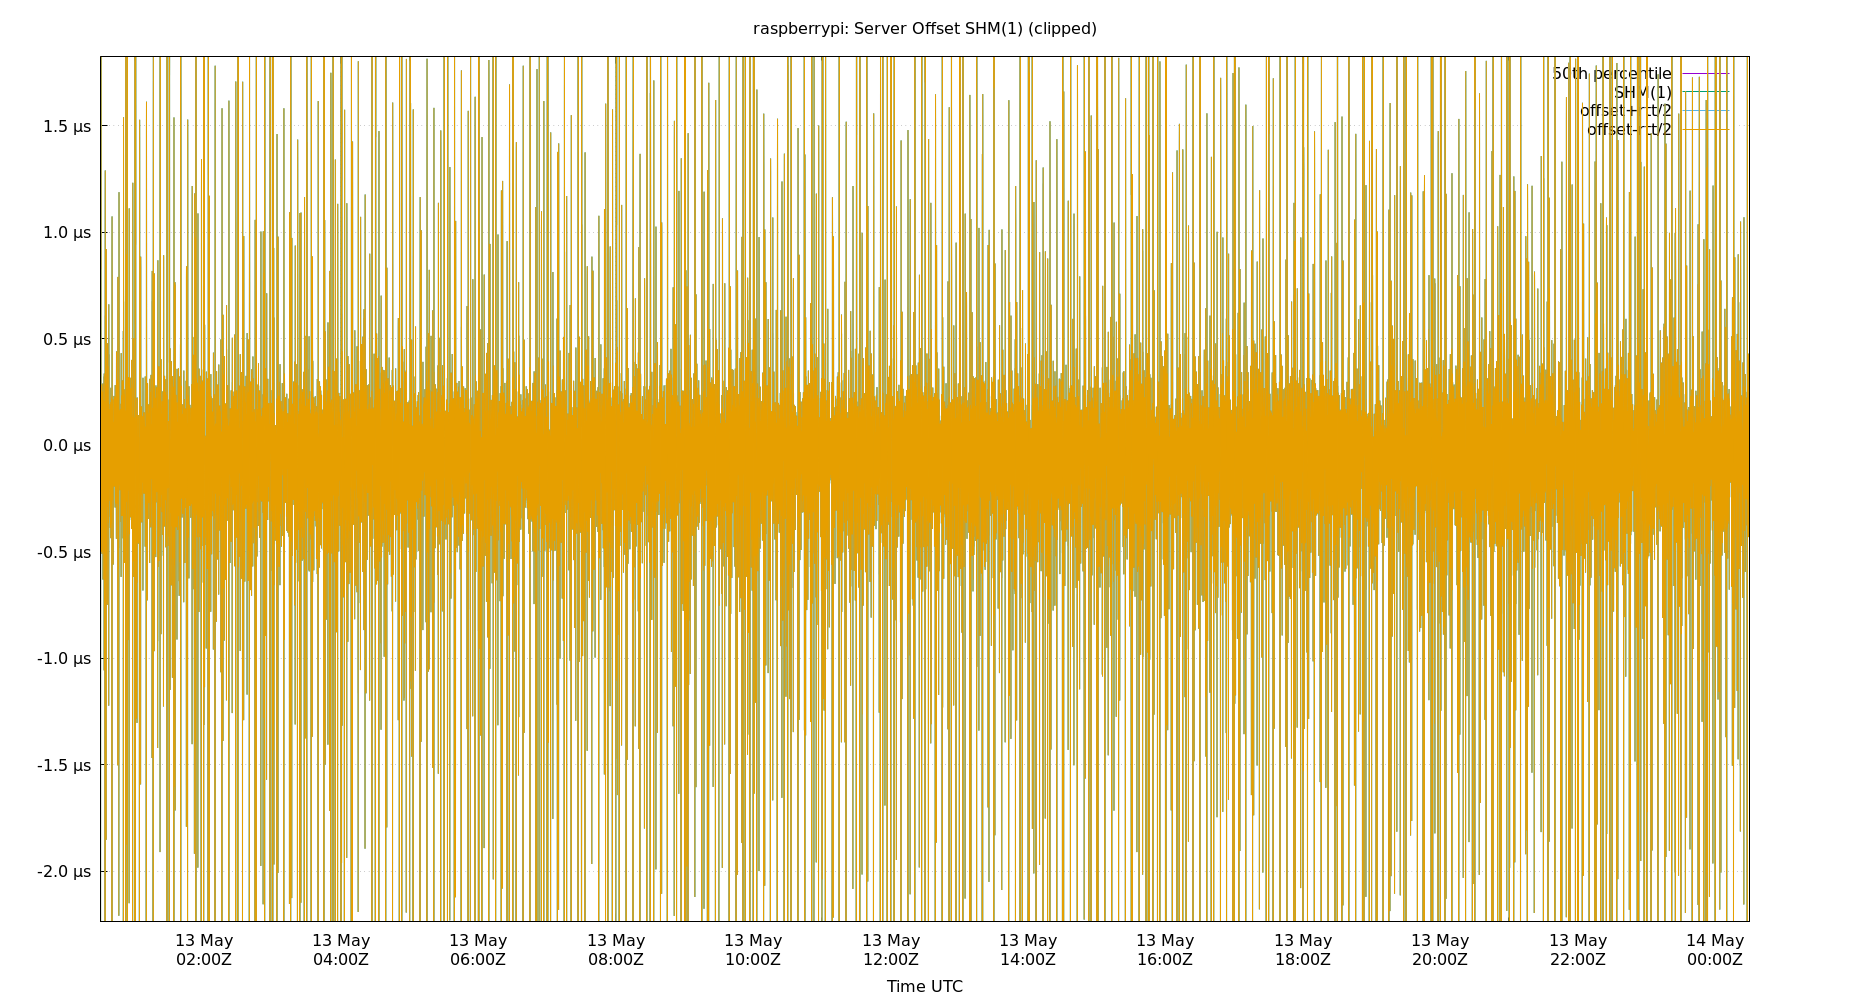 raspberrypi: Server Offset SHM(1) (clipped)
50th percentile
SHM(1)
offset+rtt/2
offset-rtt/2
1.5 µs
1.0 µs
0.5 µs
0.0 µs
-0.5 µs
-1.0 µs
-1.5 µs
-2.0 µs
13 May 13 May 13 May 13 May 13 May 13 May 13 May 13 May 13 May 13 May 13 May 14 May
02:00Z 04:00Z 06:00Z 08:00Z 10:00Z 12:00Z 14:00Z 16:00Z 18:00Z 20:00Z 22:00Z 00:00Z
Time UTC